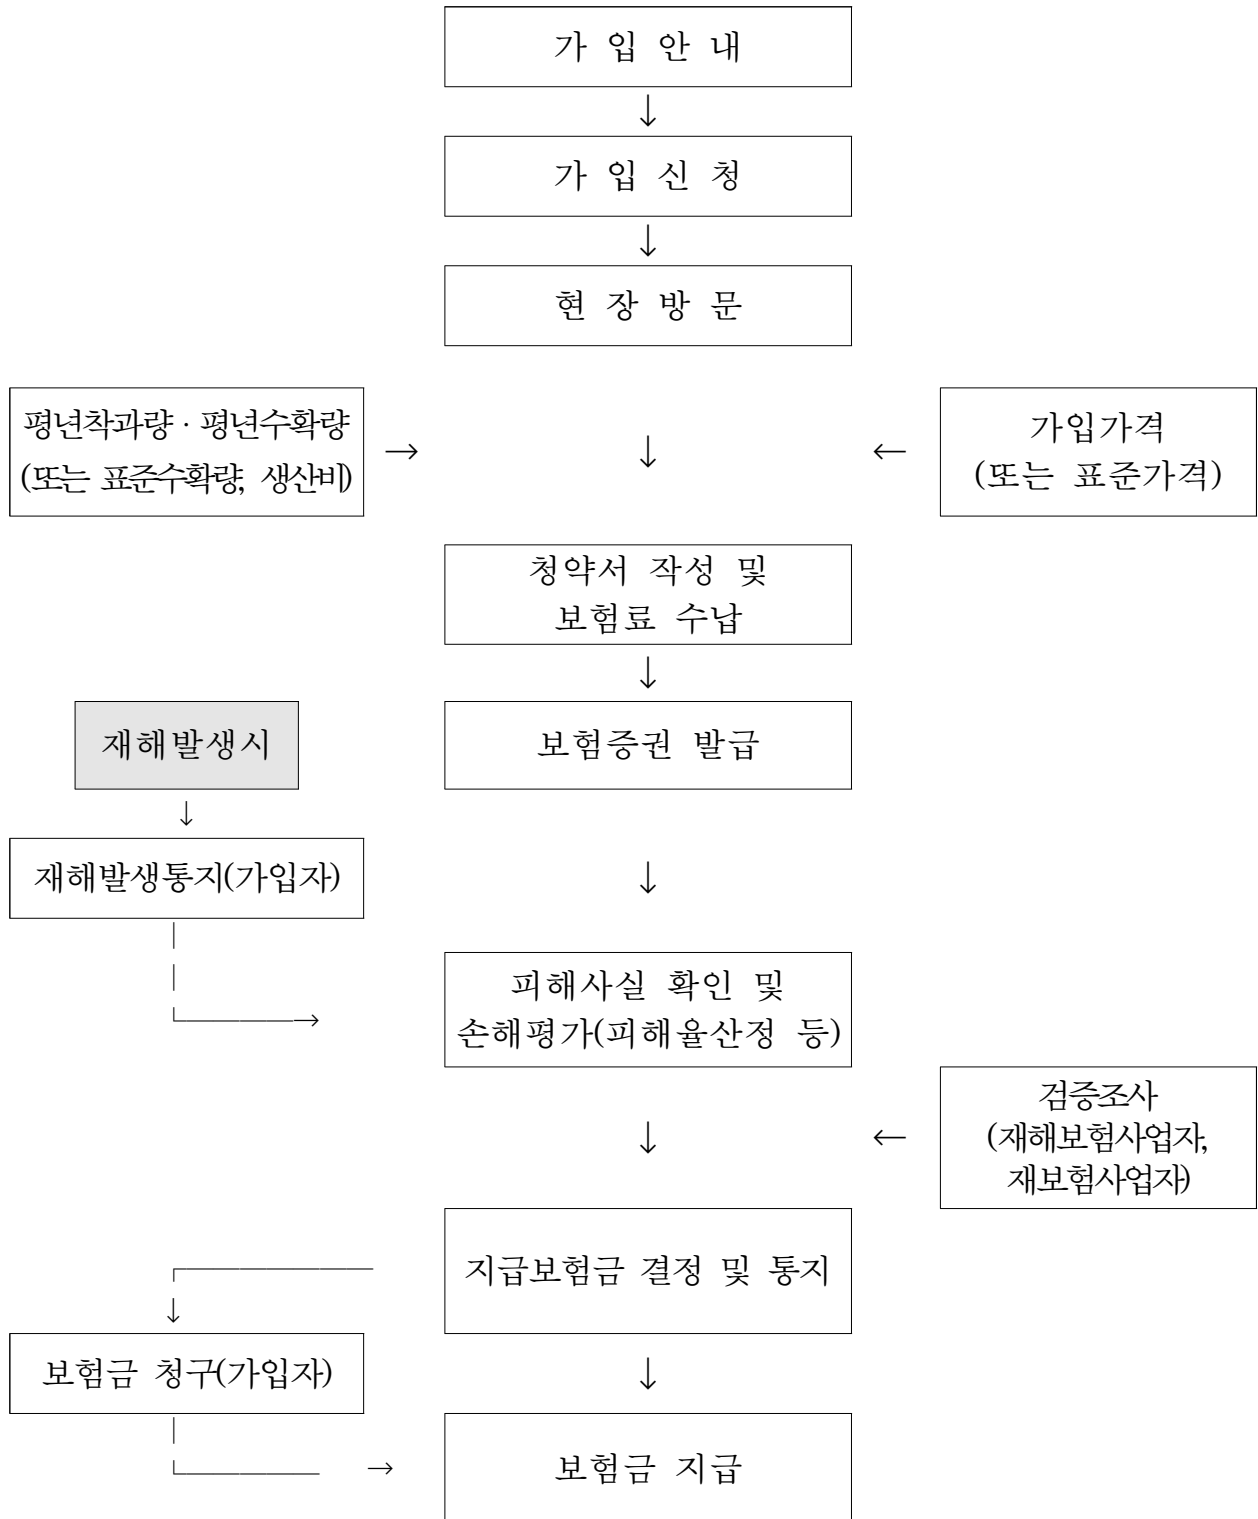 가 입 안 내
↓
가 입 신 청
↓
현 장 방 문
평년착과량 · 평년수확량
(또는 표준수확량, 생산비)
→
↓
←
가입가격
(또는 표준가격)
청약서 작성 및
보험료 수납
↓
재해발생시
보험증권 발급
↓
재해발생통지(가입자)
↓
피해사실 확인 및
손해평가(피해율산정 등)
→
↓
←
검증조사
(재해보험사업자,
재보험사업자)
지급보험금 결정 및 통지
↓
보험금 청구(가입자)
↓
→
보험금 지급